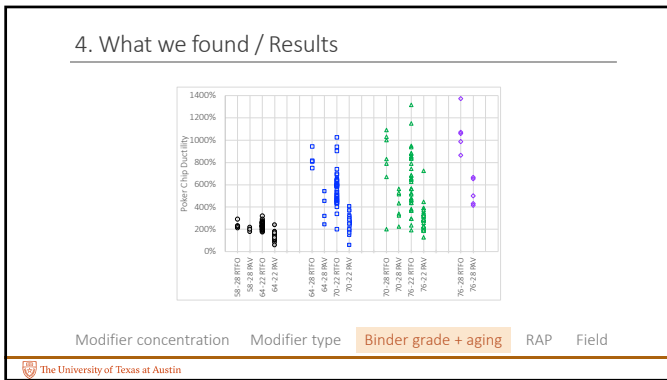 4. What we found / Results
1400%
1200%
1000%
800%
600%
400%
200%
0%
Poker Chip Ductility
58-28 RTFO
58-28 PAV
64-22 RTFO
64-22 PAV
64-28 RTFO
64-28 PAV
70-22 RTFO
70-22 PAV
70-28 RTFO
70-28 PAV
76-22 RTFO
76-22 PAV
76-28 RTFO
76-28 PAV
Modifier concentration Modifier type Binder grade + aging RAP Field
The University of Texas at Austin